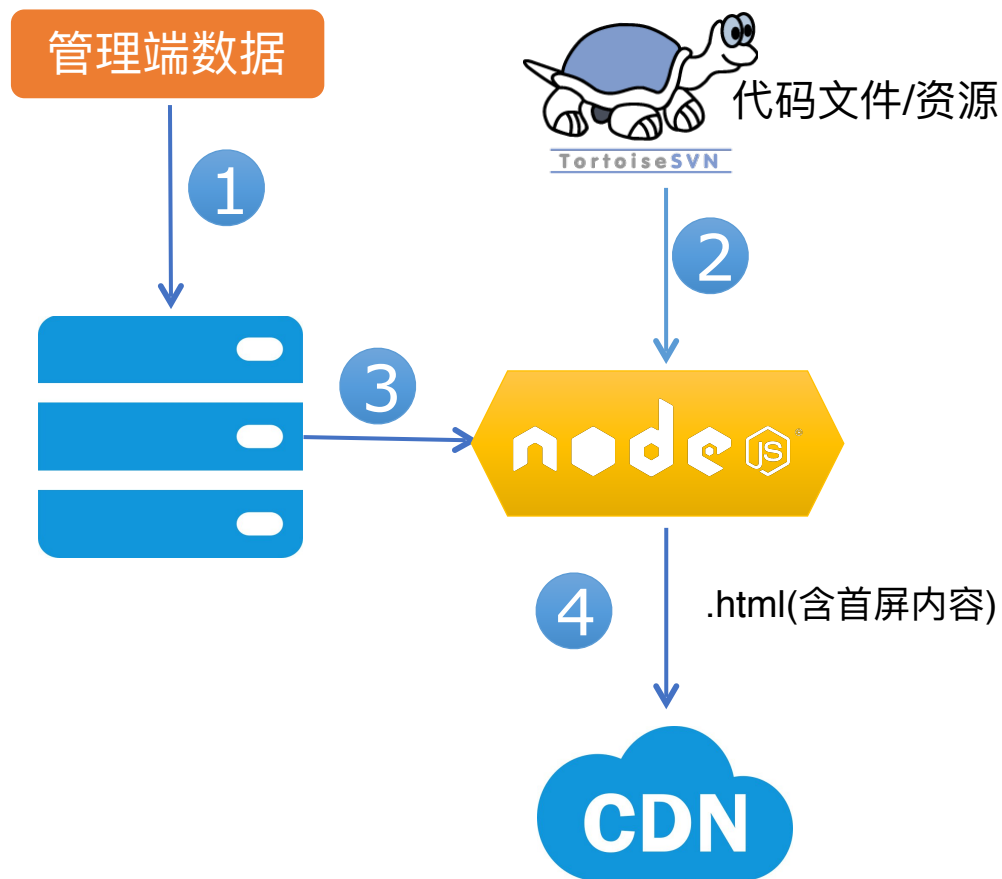 管理端数据
代码文件/资源
TortoiseSVN
1
2
3
node
JS
4
.html(含首屏内容)
CDN